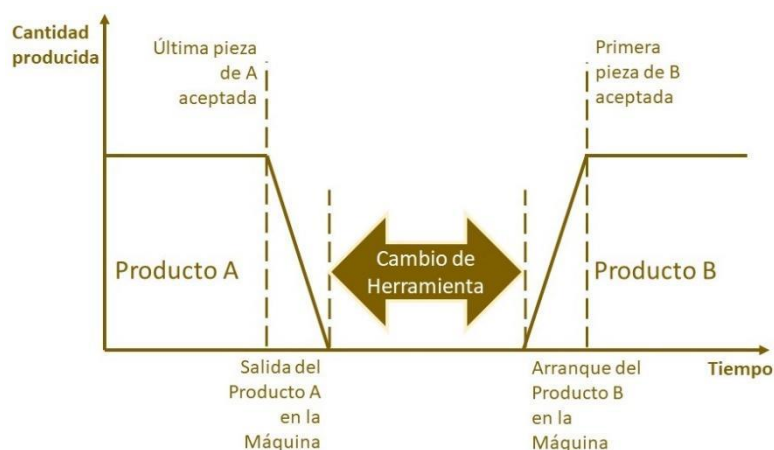 Cantidad
producida
Última pieza
de A
aceptada
Primera
pieza de B
aceptada
Producto A
Cambio de
Herramienta
Producto B
Salida del
Producto A
en la
Máquina
Arranque del
Producto B
en la
Máquina
Tiempo